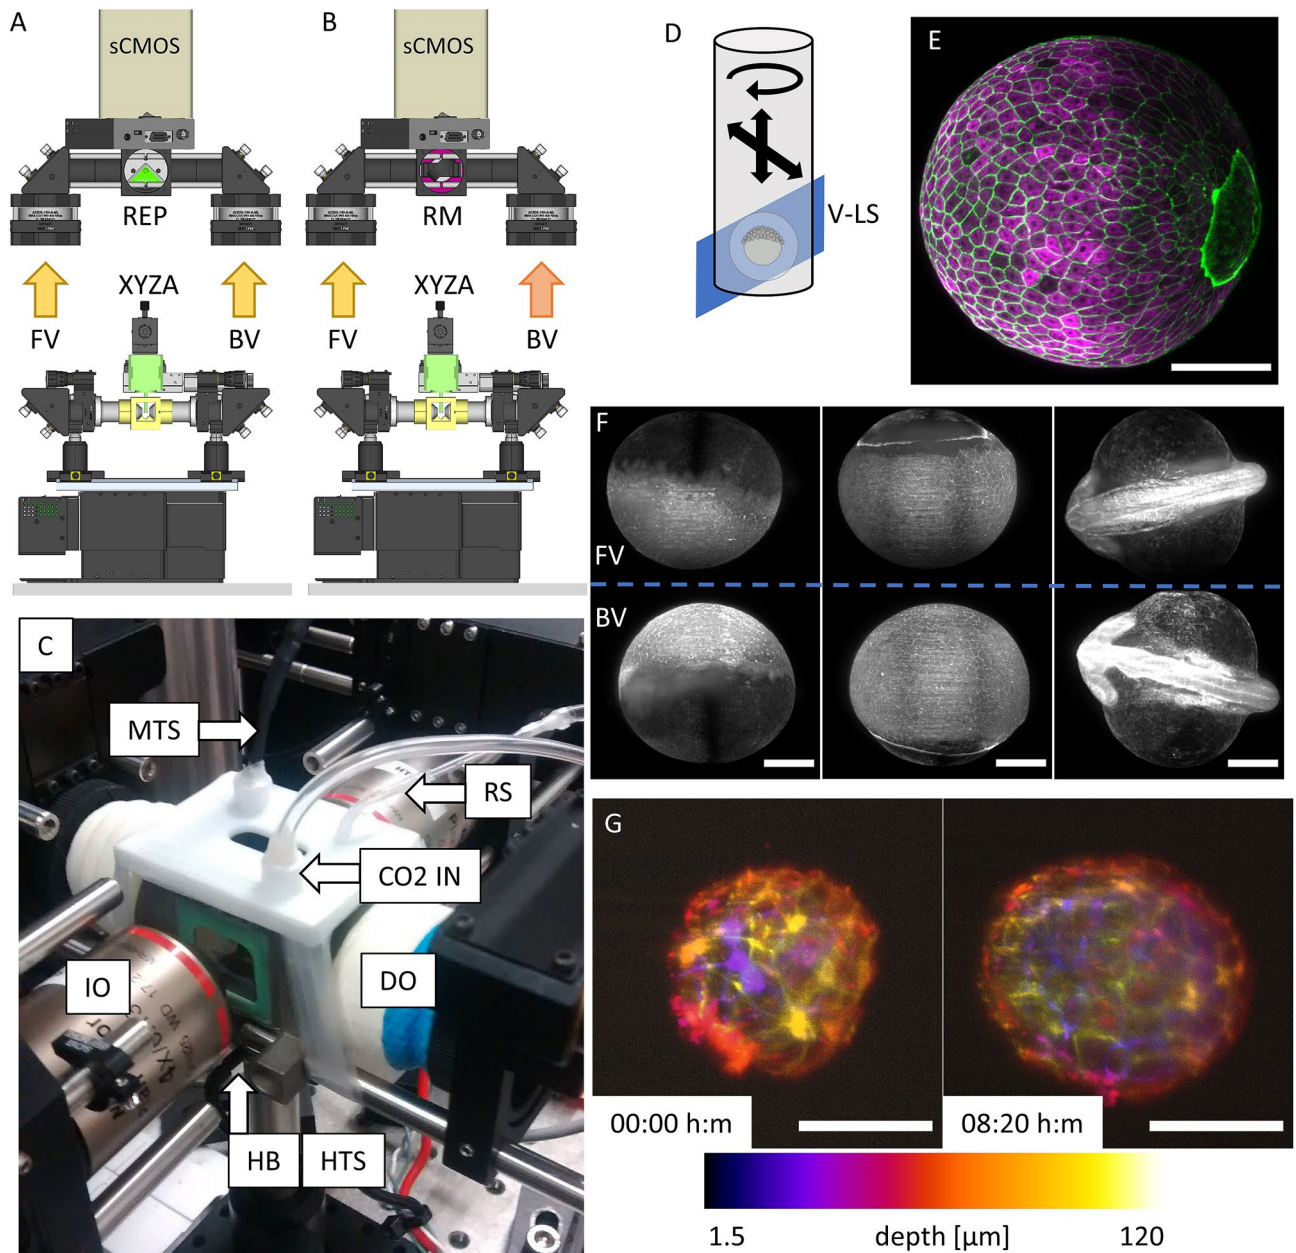 A
B
sCMOS
sCMOS
REP
RM
XYZA
XYZA
FV
BV
FV
BV
C
MTS
RS
CO2 IN
IO
DO
HB
HTS
D
V-LS
E
F
FV
BV
G
00:00 h:m
08:20 h:m
1.5
depth [µm]
120